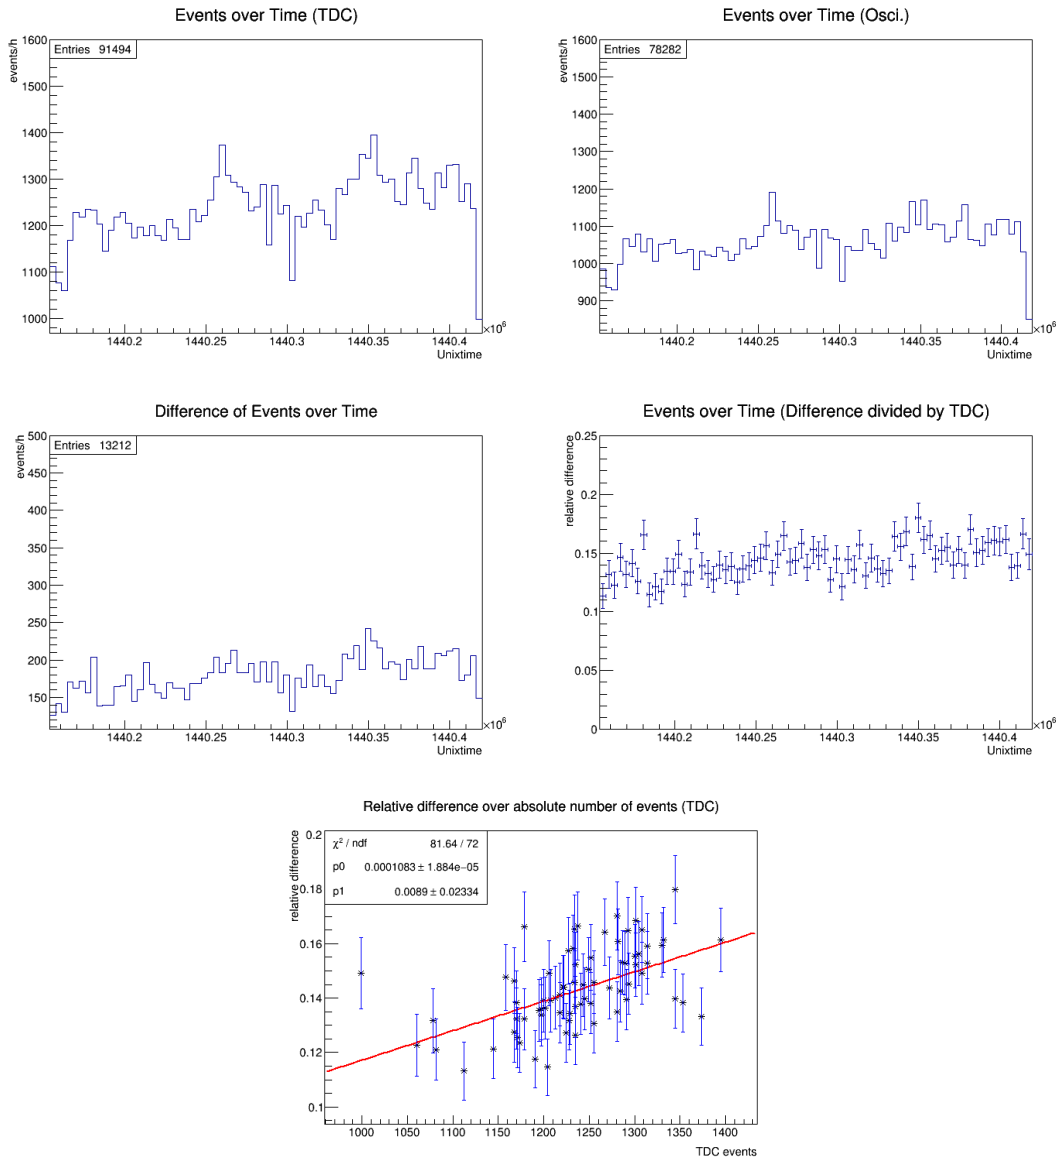 Events over Time (TDC)
events/h
Entries 91494
1600
1500
1400
1300
1200
1100
1000
1440.2 1440.25 1440.3 1440.35 1440.4
×10⁶
Unixtime
Events over Time (Osci.)
events/h
Entries 78282
1600
1500
1400
1300
1200
1100
1000
900
1440.2 1440.25 1440.3 1440.35 1440.4
×10⁶
Unixtime
Difference of Events over Time
events/h
Entries 13212
500
450
400
350
300
250
200
150
1440.2 1440.25 1440.3 1440.35 1440.4
×10⁶
Unixtime
Events over Time (Difference divided by TDC)
relative difference
0.25
0.2
0.15
0.1
0.05
0
1440.2 1440.25 1440.3 1440.35 1440.4
×10⁶
Unixtime
Relative difference over absolute number of events (TDC)
relative difference
χ² / ndf 81.64 / 72
p0 0.0001083 ± 1.884e−05
p1 0.0089 ± 0.02334
0.2
0.18
0.16
0.14
0.12
0.1
1000 1050 1100 1150 1200 1250 1300 1350 1400
TDC events